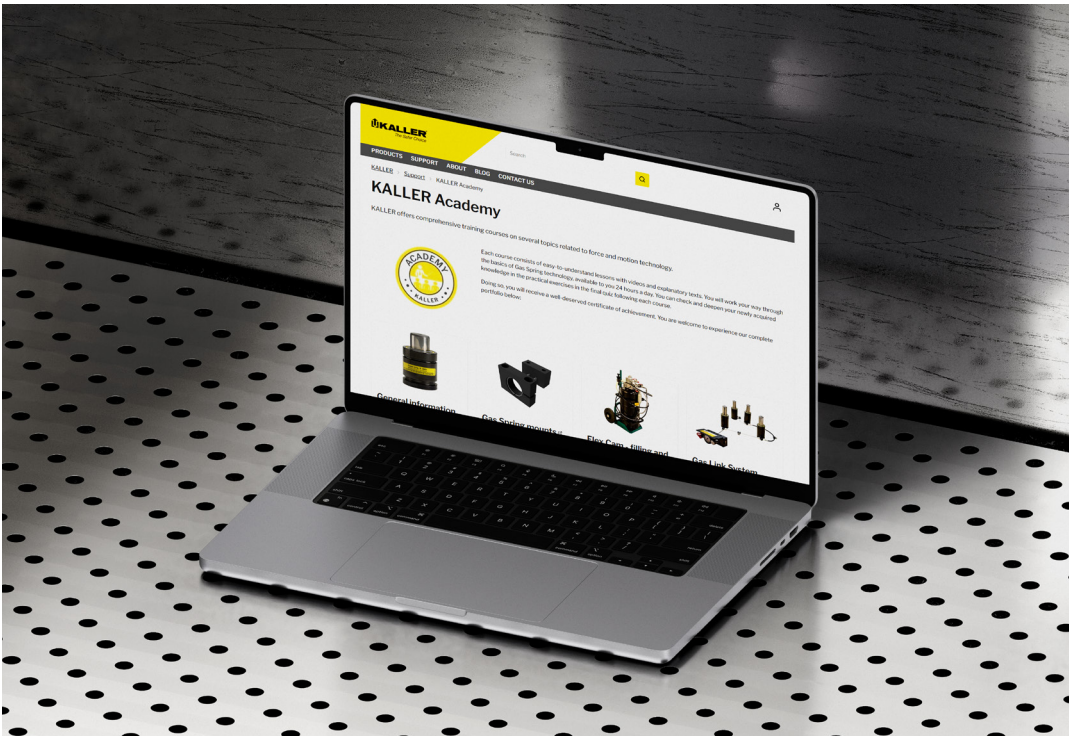 KALLER
The Safer Choice
Search
PRODUCTS SUPPORT ABOUT BLOG CONTACT US
KALLER Support KALLER Academy
KALLER Academy
KALLER offers comprehensive training courses on several topics related to force and motion technology.
ACADEMY
KALLER
Each course consists of easy-to-understand lessons with videos and explanatory texts. You will work your way through
the basics of Gas Spring technology, available to you 24 hours a day. You can check and deepen your newly acquired
knowledge in the practical exercises in the final quiz following each course.
Doing so, you will receive a well-deserved certificate of achievement. You are welcome to experience our complete
portfolio below:
General information
Gas Spring mounts
Flex Cam - filling and
Gas Link System